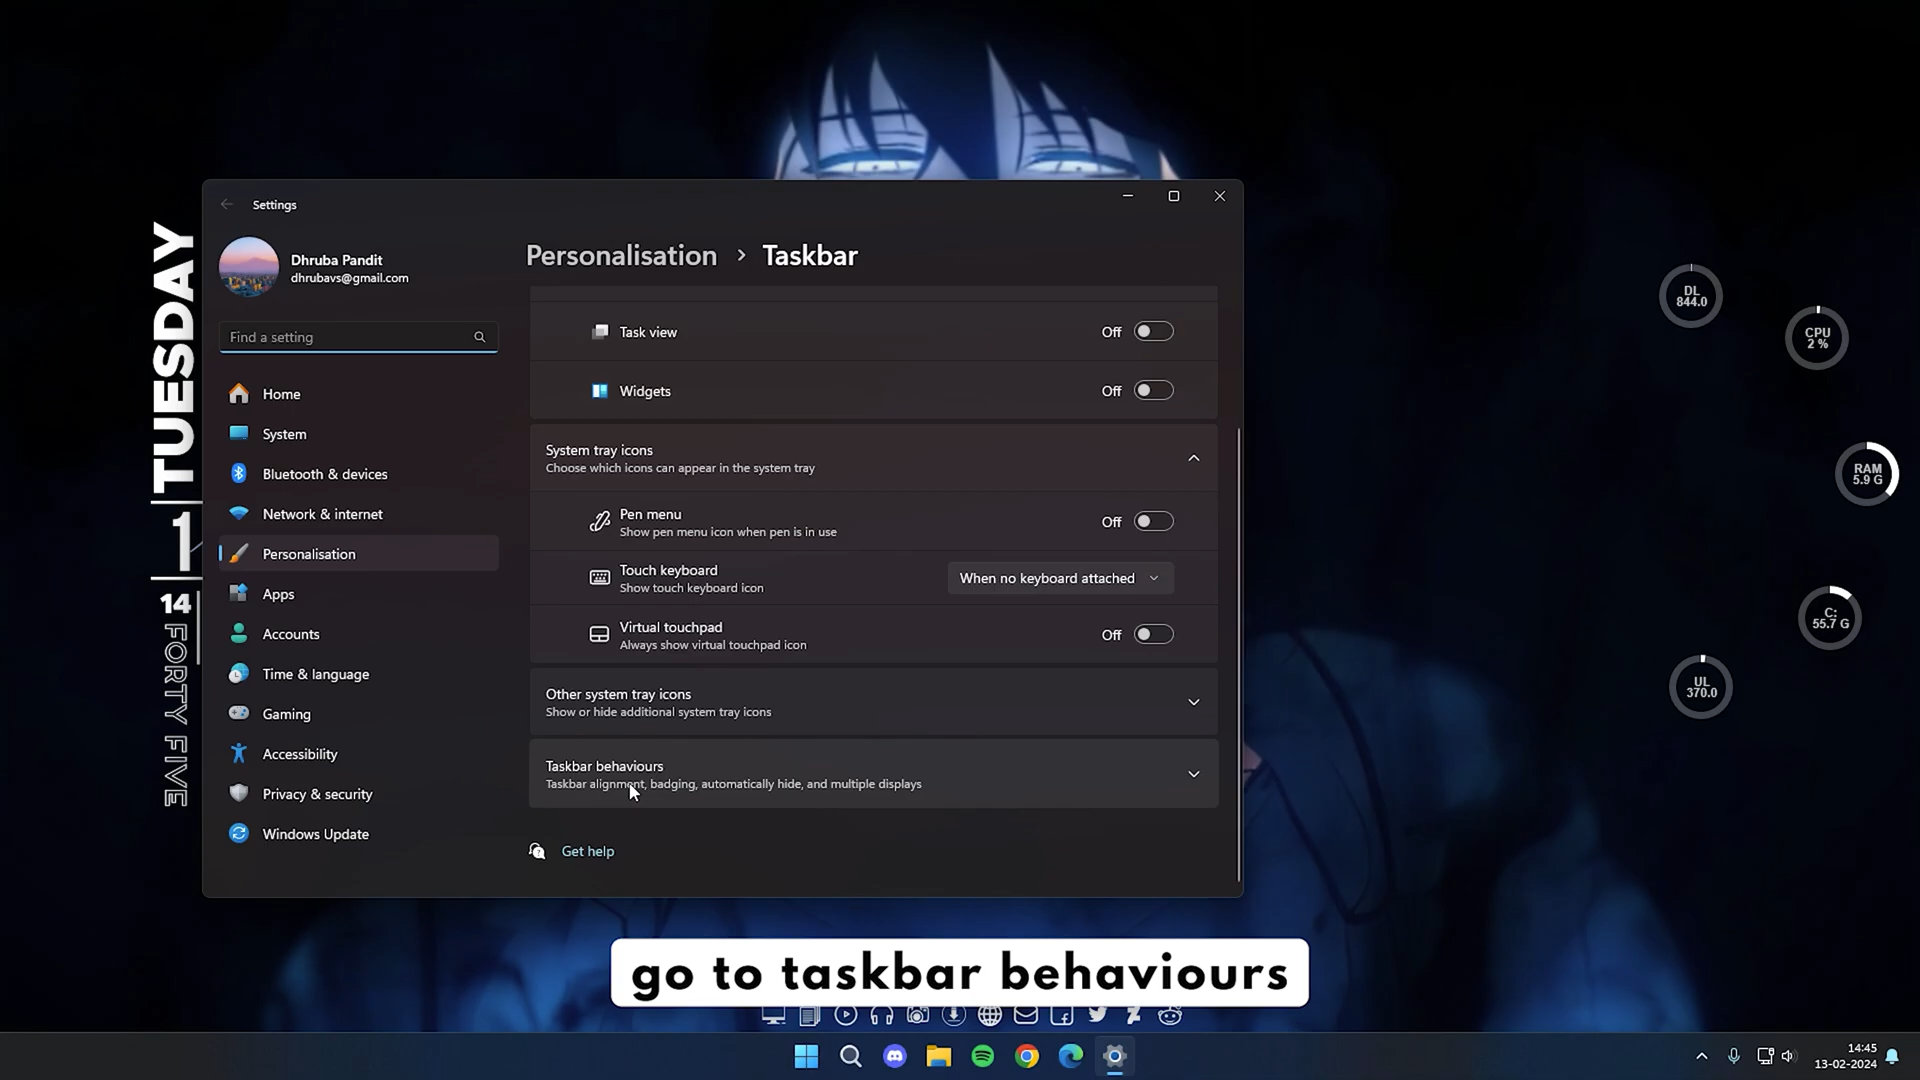 TUESDAY
1
14
FORTY FIVE
Settings
Dhruba Pandit
dhrubavs@gmail.com
Find a setting
Home
System
Bluetooth & devices
Network & internet
Personalisation
Apps
Accounts
Time & language
Gaming
Accessibility
Privacy & security
Windows Update
Personalisation > Taskbar
Task view
Off
Widgets
Off
System tray icons
Choose which icons can appear in the system tray
Pen menu
Show pen menu icon when pen is in use
Off
Touch keyboard
Show touch keyboard icon
When no keyboard attached
Virtual touchpad
Always show virtual touchpad icon
Off
Other system tray icons
Show or hide additional system tray icons
Taskbar behaviours
Taskbar alignment, badging, automatically hide, and multiple displays
Get help
DL
844.0
CPU
2 %
RAM
5.9 G
C:
55.7 G
UL
370.0
go to taskbar behaviours
14:45
13-02-2024